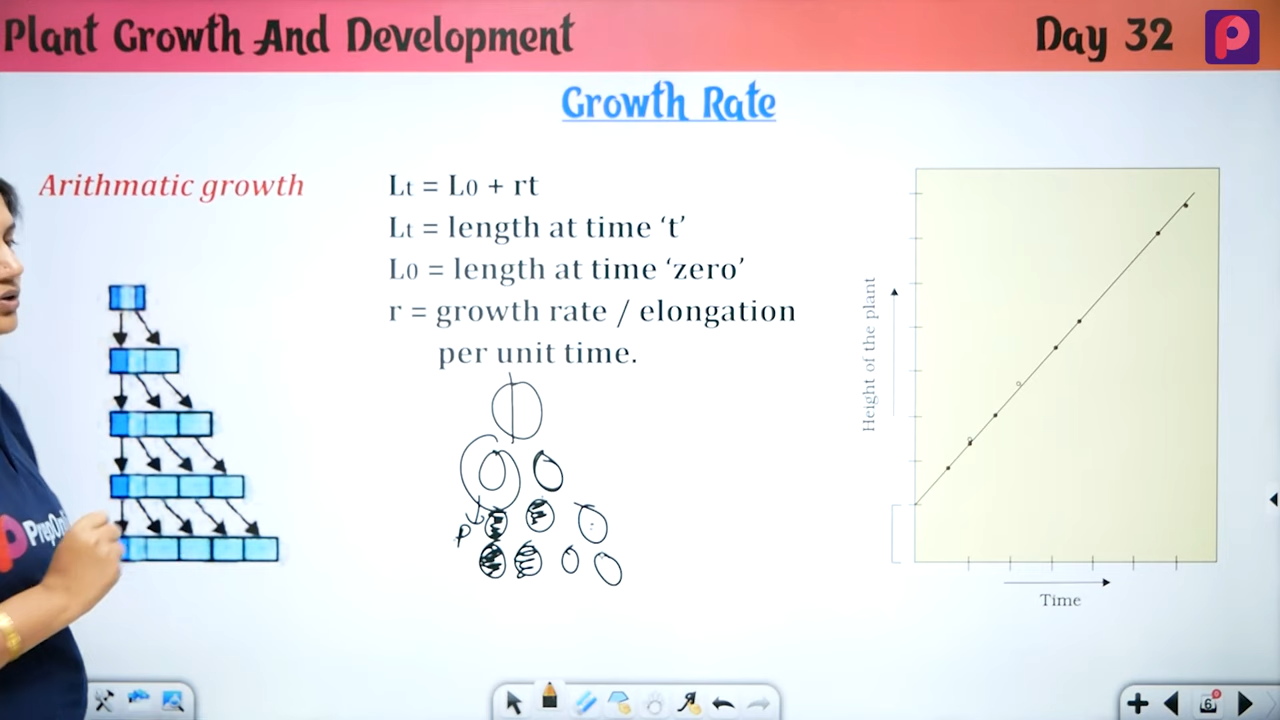 Plant Growth And Development
Day 32
Growth Rate
Arithmatic growth
Lt = L0 + rt
Lt = length at time ‘t’
L0 = length at time ‘zero’
r = growth rate / elongation
per unit time.
P
Height of the plant
Time
6